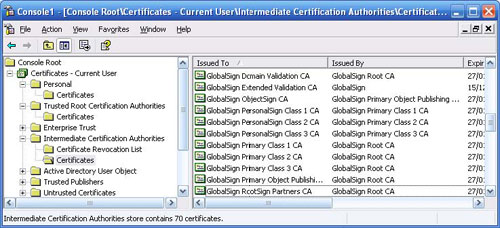 Console1 - [Console Root\Certificates - Current User\Intermediate Certification Authorities\Certificat...
File Action View Favorites Window Help
Console Root
Certificates - Current User
Personal
Certificates
Trusted Root Certification Authorities
Certificates
Enterprise Trust
Intermediate Certification Authorities
Certificate Revocation List
Certificates
Active Directory User Object
Trusted Publishers
Untrusted Certificates
Issued To Issued By Expir
GlobalSign Domain Validation CA GlobalSign Root CA 27/0
GlobalSign Extended Validation CA GlobalSign 15/1
GlobalSign ObjectSign CA GlobalSign Primary Object Publishing ... 27/0
GlobalSign PersonalSign Class 1 CA GlobalSign Primary Class 1 CA 27/0
GlobalSign PersonalSign Class 2 CA GlobalSign Primary Class 2 CA 27/0
GlobalSign PersonalSign Class 3 CA GlobalSign Primary Class 3 CA 27/0
GlobalSign Primary Class 1 CA GlobalSign Root CA 27/0
GlobalSign Primary Class 2 CA GlobalSign Root CA 27/0
GlobalSign Primary Class 3 CA GlobalSign Root CA 27/0
GlobalSign Primary Object Publishi... GlobalSign Root CA 27/0
GlobalSign RootSign Partners CA GlobalSign Root CA 27/0
Intermediate Certification Authorities store contains 70 certificates.